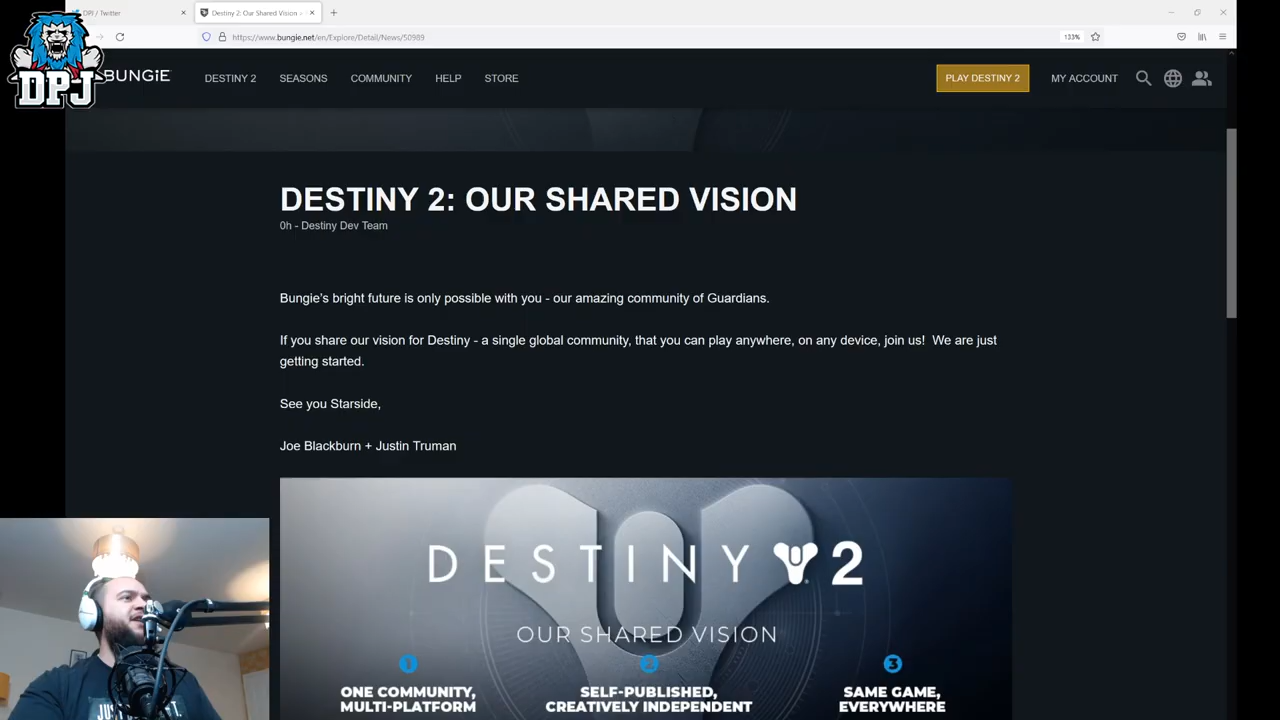 DPJ / Twitter
Destiny 2: Our Shared Vision -
https://www.bungie.net/en/Explore/Detail/News/50989
133%
DPJ
BUNGiE
DESTINY 2
SEASONS
COMMUNITY
HELP
STORE
PLAY DESTINY 2
MY ACCOUNT
DESTINY 2: OUR SHARED VISION
0h - Destiny Dev Team
Bungie's bright future is only possible with you - our amazing community of Guardians.
If you share our vision for Destiny - a single global community, that you can play anywhere, on any device, join us!  We are just
getting started.
See you Starside,
Joe Blackburn + Justin Truman
DESTINY 2
OUR SHARED VISION
1
2
3
ONE COMMUNITY,
MULTI-PLATFORM
SELF-PUBLISHED,
CREATIVELY INDEPENDENT
SAME GAME,
EVERYWHERE